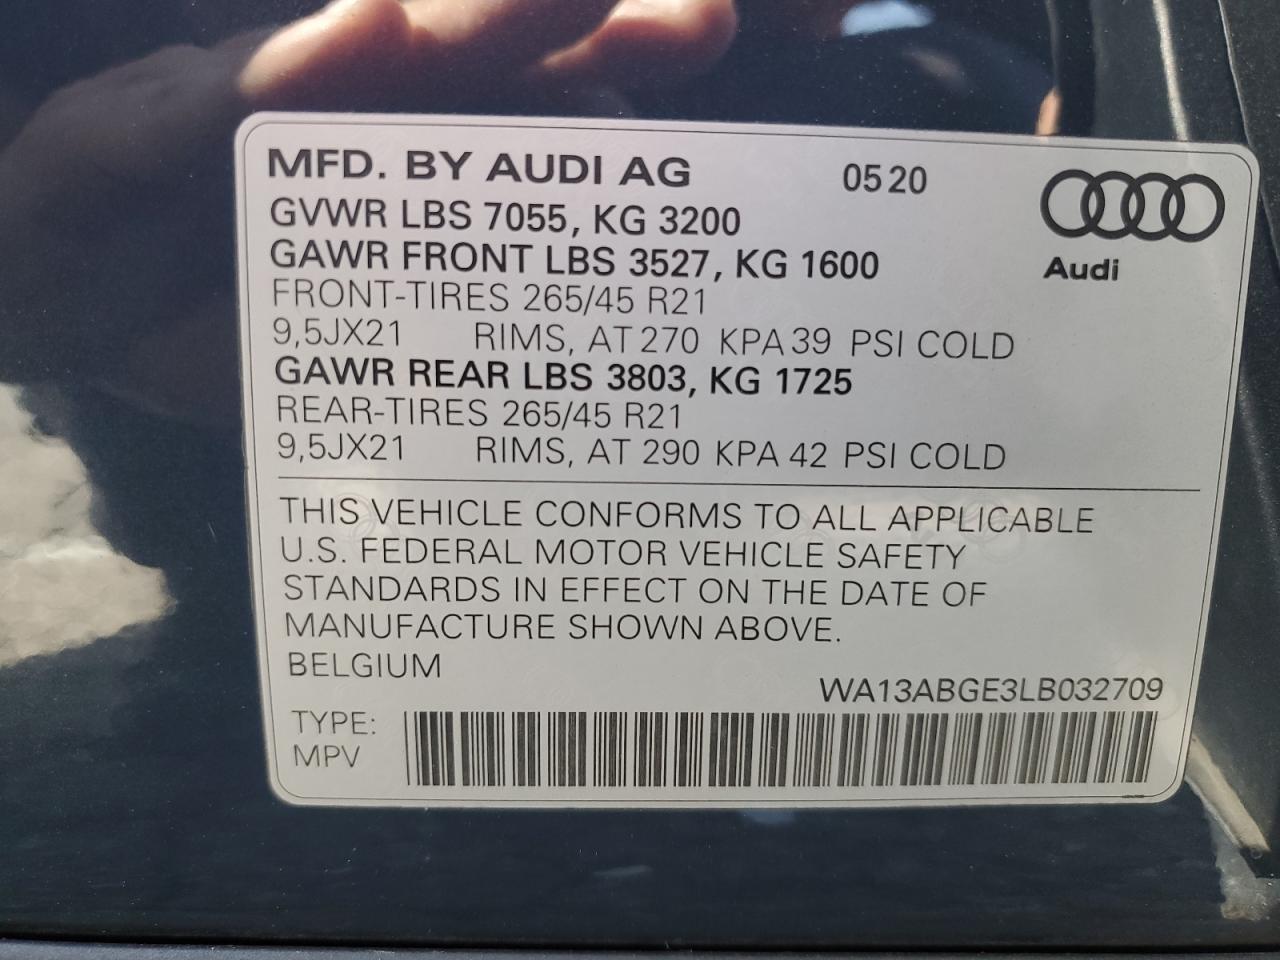 MFD. BY AUDI AG 0520
GVWR LBS 7055, KG 3200
GAWR FRONT LBS 3527, KG 1600
Audi
FRONT-TIRES 265/45 R21
9,5JX21 RIMS, AT 270 KPA 39 PSI COLD
GAWR REAR LBS 3803, KG 1725
REAR-TIRES 265/45 R21
9,5JX21 RIMS, AT 290 KPA 42 PSI COLD
THIS VEHICLE CONFORMS TO ALL APPLICABLE
U.S. FEDERAL MOTOR VEHICLE SAFETY
STANDARDS IN EFFECT ON THE DATE OF
MANUFACTURE SHOWN ABOVE.
BELGIUM
WA13ABGE3LB032709
TYPE:
MPV